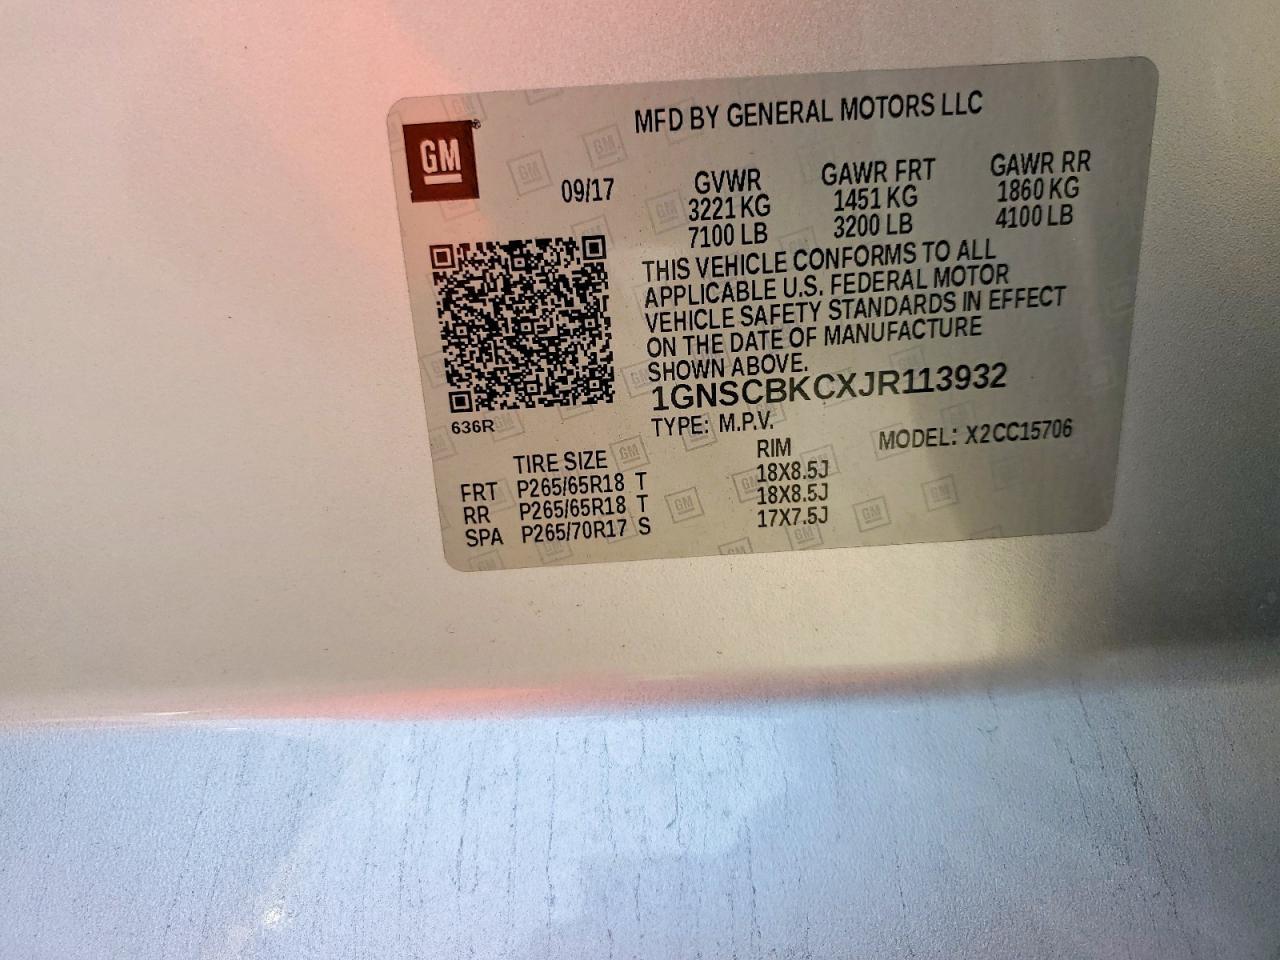 GM
MFD BY GENERAL MOTORS LLC
09/17
GVWR GAWR FRT GAWR RR
3221 KG 1451 KG 1860 KG
7100 LB 3200 LB 4100 LB
THIS VEHICLE CONFORMS TO ALL
APPLICABLE U.S. FEDERAL MOTOR
VEHICLE SAFETY STANDARDS IN EFFECT
ON THE DATE OF MANUFACTURE
SHOWN ABOVE.
1GNSCBKCXJR113932
636R
TYPE: M.P.V. MODEL: X2CC15706
TIRE SIZE RIM
FRT P265/65R18 T 18X8.5J
RR P265/65R18 T 18X8.5J
SPA P265/70R17 S 17X7.5J